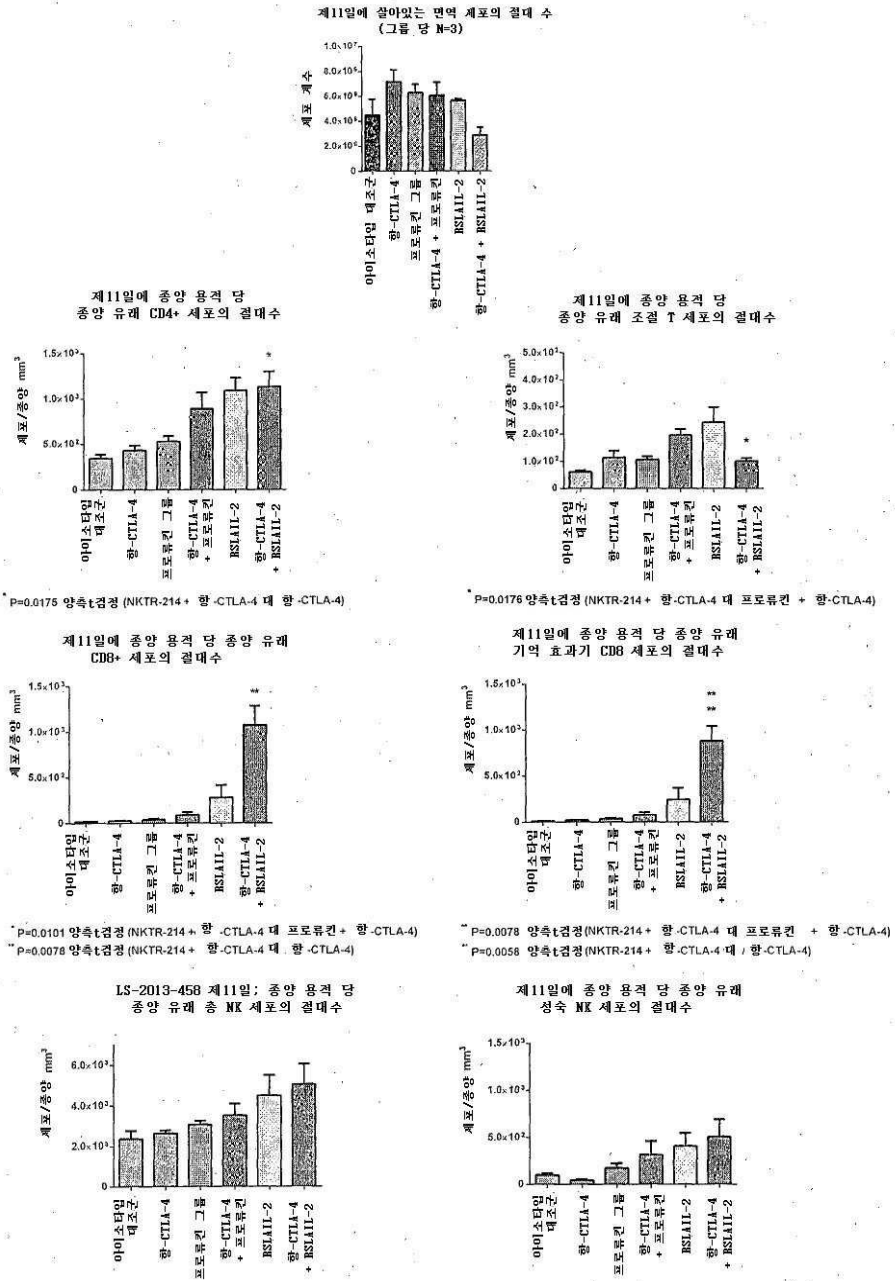 제11일에 살아있는 면역 세포의 절대 수
(그룹 당 N=3)
세포 계수
1.0×10⁷
8.0×10⁶
6.0×10⁶
4.0×10⁶
2.0×10⁶
0
아이소타입 대조군
항-CTLA-4
프로류킨 그룹
항-CTLA-4 + 프로류킨
RSLAIL-2
항-CTLA-4 + RSLAIL-2
제11일에 종양 용적 당
종양 유래 CD4+ 세포의 절대수
세포/종양 mm³
1.5×10³
1.0×10³
5.0×10²
0
*
아이소타입
대조군
항-CTLA-4
프로류킨 그룹
항-CTLA-4
+ 프로류킨
RSLAIL-2
항-CTLA-4
+ RSLAIL-2
* P=0.0175 양측t검정 (NKTR-214 + 항-CTLA-4 대 항-CTLA-4)
제11일에 종양 용적 당
종양 유래 조절 T 세포의 절대수
세포/종양 mm³
5.0×10²
4.0×10²
3.0×10²
2.0×10²
1.0×10²
0
*
아이소타입
대조군
항-CTLA-4
프로류킨 그룹
항-CTLA-4
+ 프로류킨
RSLAIL-2
항-CTLA-4
+ RSLAIL-2
* P=0.0176 양측t검정 (NKTR-214 + 항-CTLA-4 대 프로류킨 + 항-CTLA-4)
제11일에 종양 용적 당 종양 유래
CD8+ 세포의 절대수
세포/종양 mm³
1.5×10³
1.0×10³
5.0×10²
0
**
아이소타입
대조군
항-CTLA-4
프로류킨 그룹
항-CTLA-4
+ 프로류킨
RSLAIL-2
항-CTLA-4
+ RSLAIL-2
* P=0.0101 양측t검정 (NKTR-214 + 항-CTLA-4 대 프로류킨 + 항-CTLA-4)
** P=0.0078 양측t검정 (NKTR-214 + 항-CTLA-4 대 항-CTLA-4)
제11일에 종양 용적 당 종양 유래
기억 효과기 CD8 세포의 절대수
세포/종양 mm³
1.5×10³
1.0×10³
5.0×10²
0
**
**
아이소타입
대조군
항-CTLA-4
프로류킨 그룹
항-CTLA-4
+ 프로류킨
RSLAIL-2
항-CTLA-4
+ RSLAIL-2
** P=0.0078 양측t검정 (NKTR-214 + 항-CTLA-4 대 프로류킨 + 항-CTLA-4)
** P=0.0058 양측t검정 (NKTR-214 + 항-CTLA-4 대 / 항-CTLA-4)
LS-2013-458 제11일; 종양 용적 당
종양 유래 총 NK 세포의 절대수
세포/종양 mm³
6.0×10³
4.0×10³
2.0×10³
0
아이소타입
대조군
항-CTLA-4
프로류킨 그룹
항-CTLA-4
+ 프로류킨
RSLAIL-2
항-CTLA-4
+ RSLAIL-2
제11일에 종양 용적 당 종양 유래
성숙 NK 세포의 절대수
세포/종양 mm³
1.5×10³
1.0×10³
5.0×10²
0
아이소타입
대조군
항-CTLA-4
프로류킨 그룹
항-CTLA-4
+ 프로류킨
RSLAIL-2
항-CTLA-4
+ RSLAIL-2